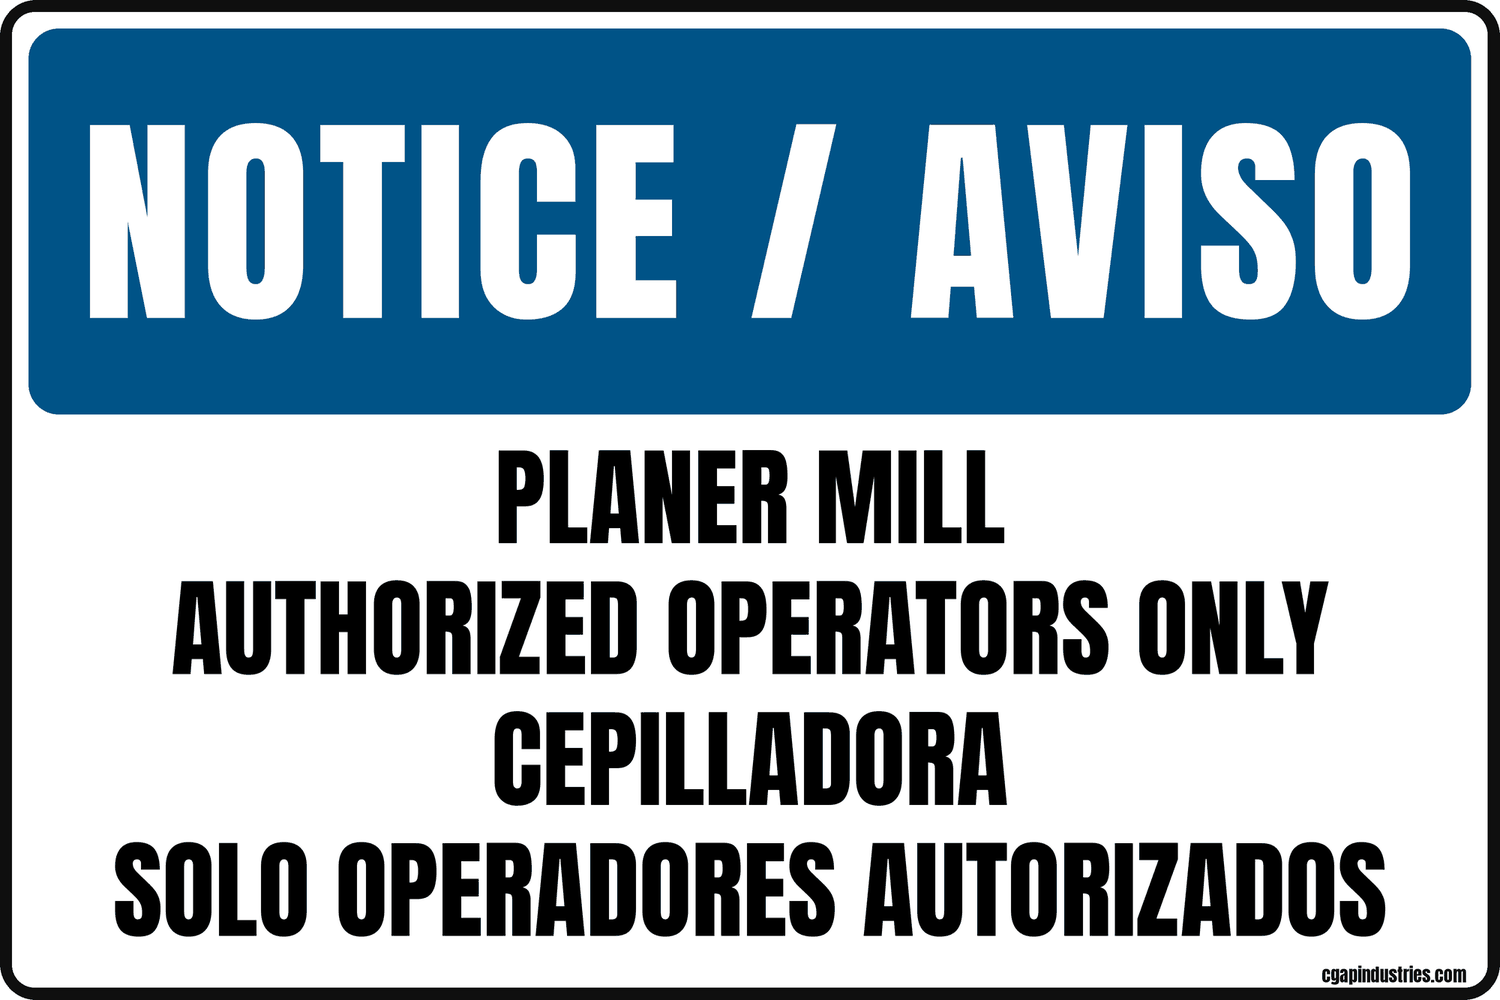 NOTICE / AVISO
PLANER MILL
AUTHORIZED OPERATORS ONLY
CEPILLADORA
SOLO OPERADORES AUTORIZADOS
cgapindustries.com